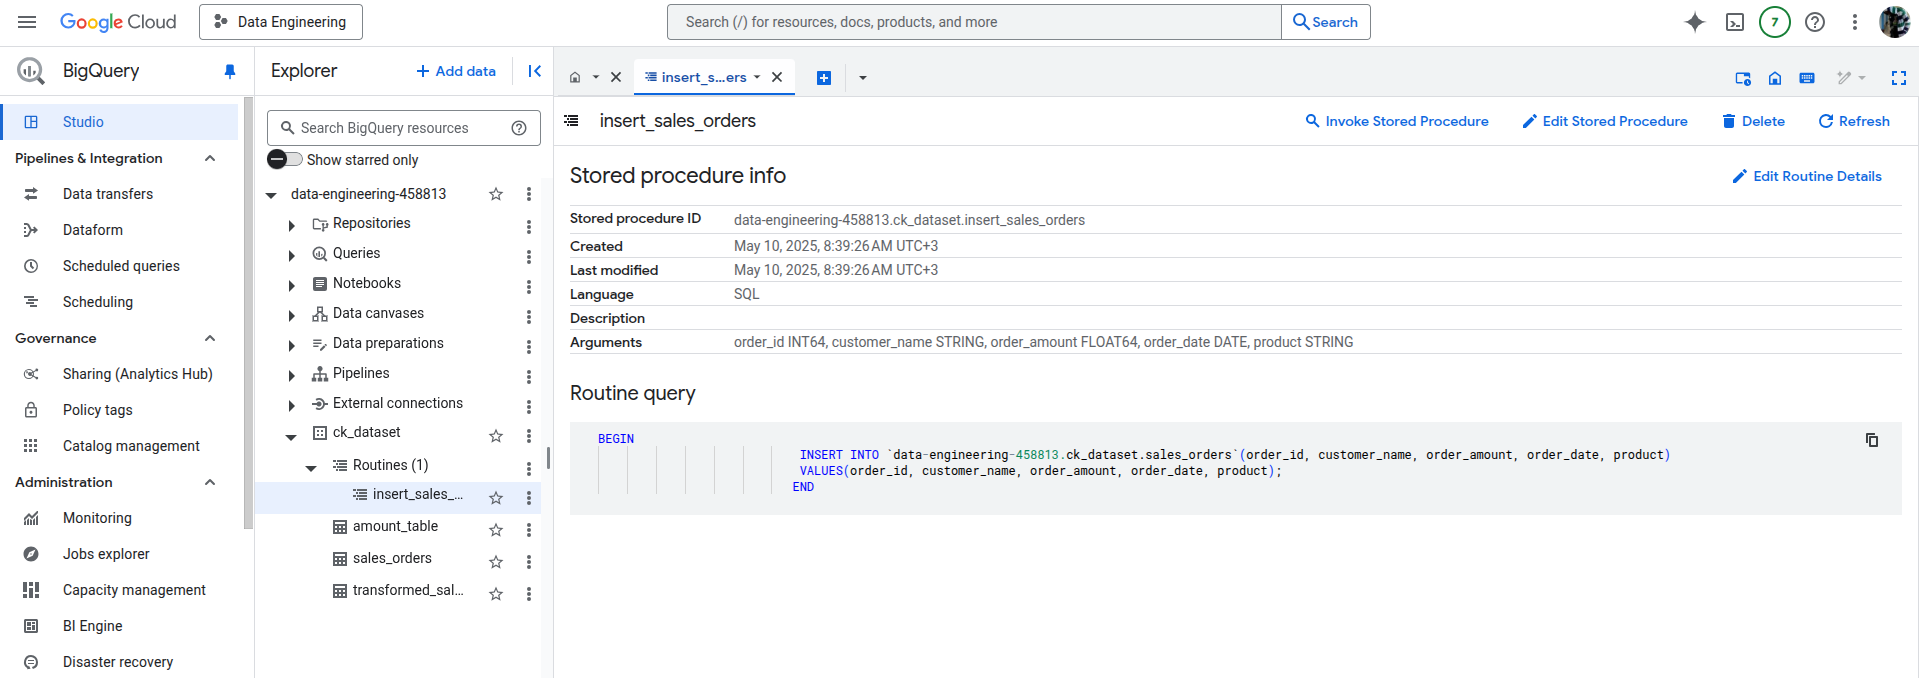 Google Cloud
Data Engineering
Search (/) for resources, docs, products, and more
Search
7
BigQuery
Studio
Pipelines & Integration
Data transfers
Dataform
Scheduled queries
Scheduling
Governance
Sharing (Analytics Hub)
Policy tags
Catalog management
Administration
Monitoring
Jobs explorer
Capacity management
BI Engine
Disaster recovery
Explorer
Add data
Search BigQuery resources
Show starred only
data-engineering-458813
Repositories
Queries
Notebooks
Data canvases
Data preparations
Pipelines
External connections
ck_dataset
Routines (1)
insert_sales_...
amount_table
sales_orders
transformed_sal...
insert_s...ers
insert_sales_orders
Invoke Stored Procedure
Edit Stored Procedure
Delete
Refresh
Stored procedure info
Edit Routine Details
Stored procedure ID data-engineering-458813.ck_dataset.insert_sales_orders
Created May 10, 2025, 8:39:26 AM UTC+3
Last modified May 10, 2025, 8:39:26 AM UTC+3
Language SQL
Description
Arguments order_id INT64, customer_name STRING, order_amount FLOAT64, order_date DATE, product STRING
Routine query
BEGIN
INSERT INTO `data-engineering-458813.ck_dataset.sales_orders`(order_id, customer_name, order_amount, order_date, product)
VALUES(order_id, customer_name, order_amount, order_date, product);
END